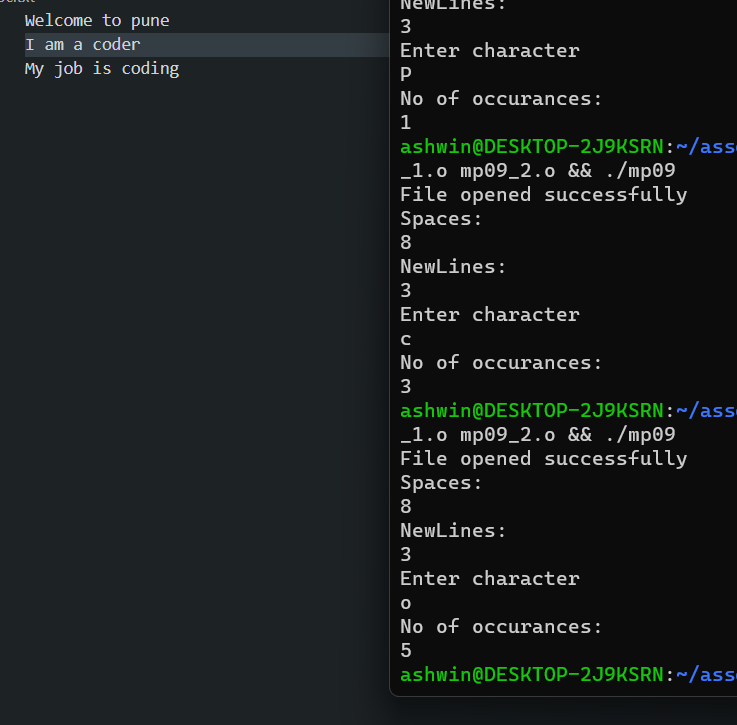 Welcome to pune
I am a coder
My job is coding
NewLines:
3
Enter character
P
No of occurances:
1
ashwin@DESKTOP-2J9KSRN:~/ass
_1.o mp09_2.o && ./mp09
File opened successfully
Spaces:
8
NewLines:
3
Enter character
c
No of occurances:
3
ashwin@DESKTOP-2J9KSRN:~/ass
_1.o mp09_2.o && ./mp09
File opened successfully
Spaces:
8
NewLines:
3
Enter character
o
No of occurances:
5
ashwin@DESKTOP-2J9KSRN:~/ass